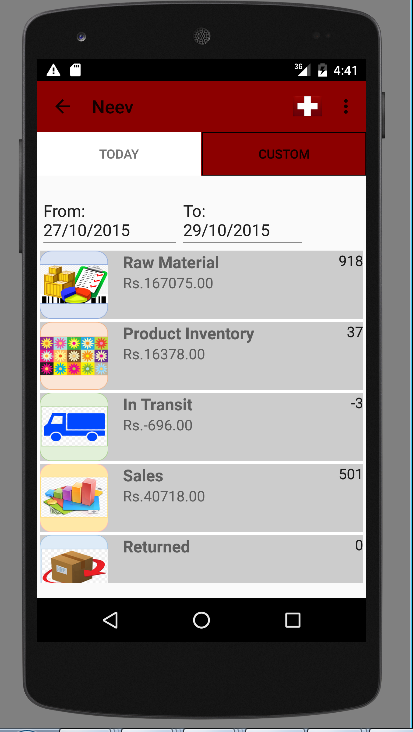 3G 4:41
Neev
TODAY CUSTOM
From: To:
27/10/2015 29/10/2015
Raw Material 918
Rs.167075.00
Product Inventory 37
Rs.16378.00
In Transit -3
Rs.-696.00
Sales 501
Rs.40718.00
Returned 0